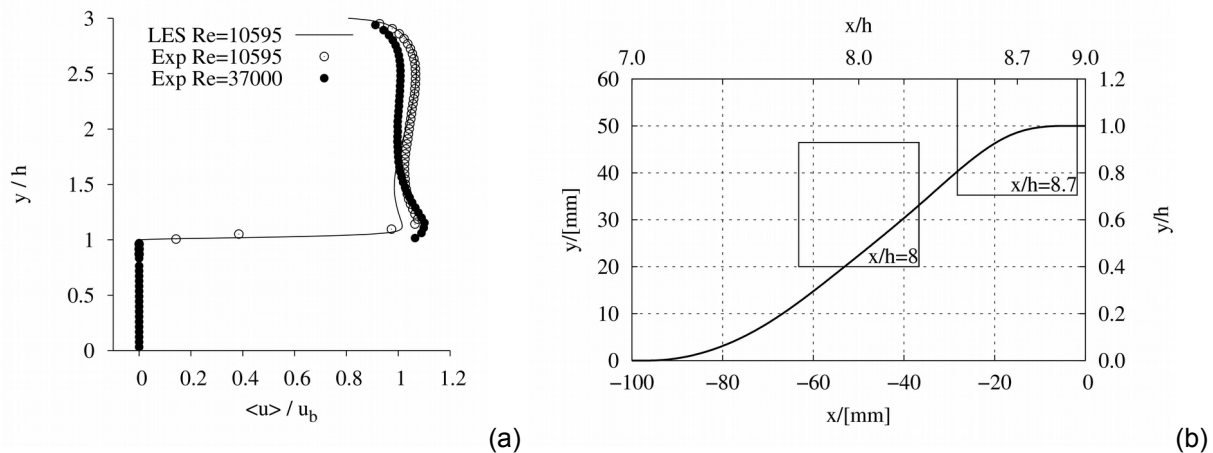 3
2.5
2
1.5
1
0.5
0
y / h
LES Re=10595
Exp Re=10595
Exp Re=37000
0 0.2 0.4 0.6 0.8 1 1.2
<u> / u_b
(a)
x/h
7.0 8.0 8.7 9.0
60
50
40
30
20
10
0
y/[mm]
x/h=8.7
x/h=8
1.2
1.0
0.8
0.6
0.4
0.2
0.0
y/h
−100 −80 −60 −40 −20 0
x/[mm]
(b)